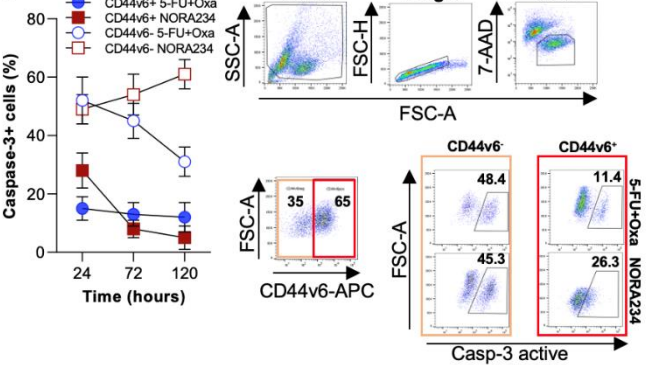 CD44v6+ 5-FU+Oxa
CD44v6+ NORA234
CD44v6- 5-FU+Oxa
CD44v6- NORA234
Caspase-3+ cells (%)
80
60
40
20
0
24 72 120
Time (hours)
SSC-A
FSC-H
7-AAD
FSC-A
FSC-A
35 65
CD44v6-APC
CD44v6-
CD44v6+
FSC-A
48.4
11.4
45.3
26.3
5-FU+Oxa
NORA234
Casp-3 active